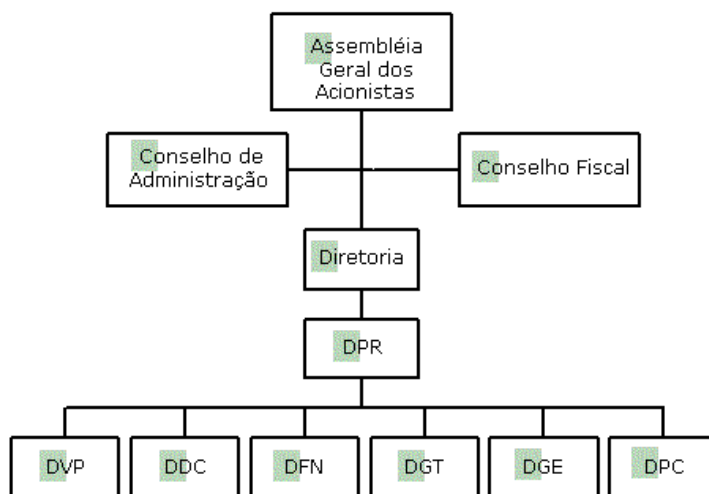 Assembléia
Geral dos
Acionistas
Conselho de
Administração
Conselho Fiscal
Diretoria
DPR
DVP
DDC
DFN
DGT
DGE
DPC